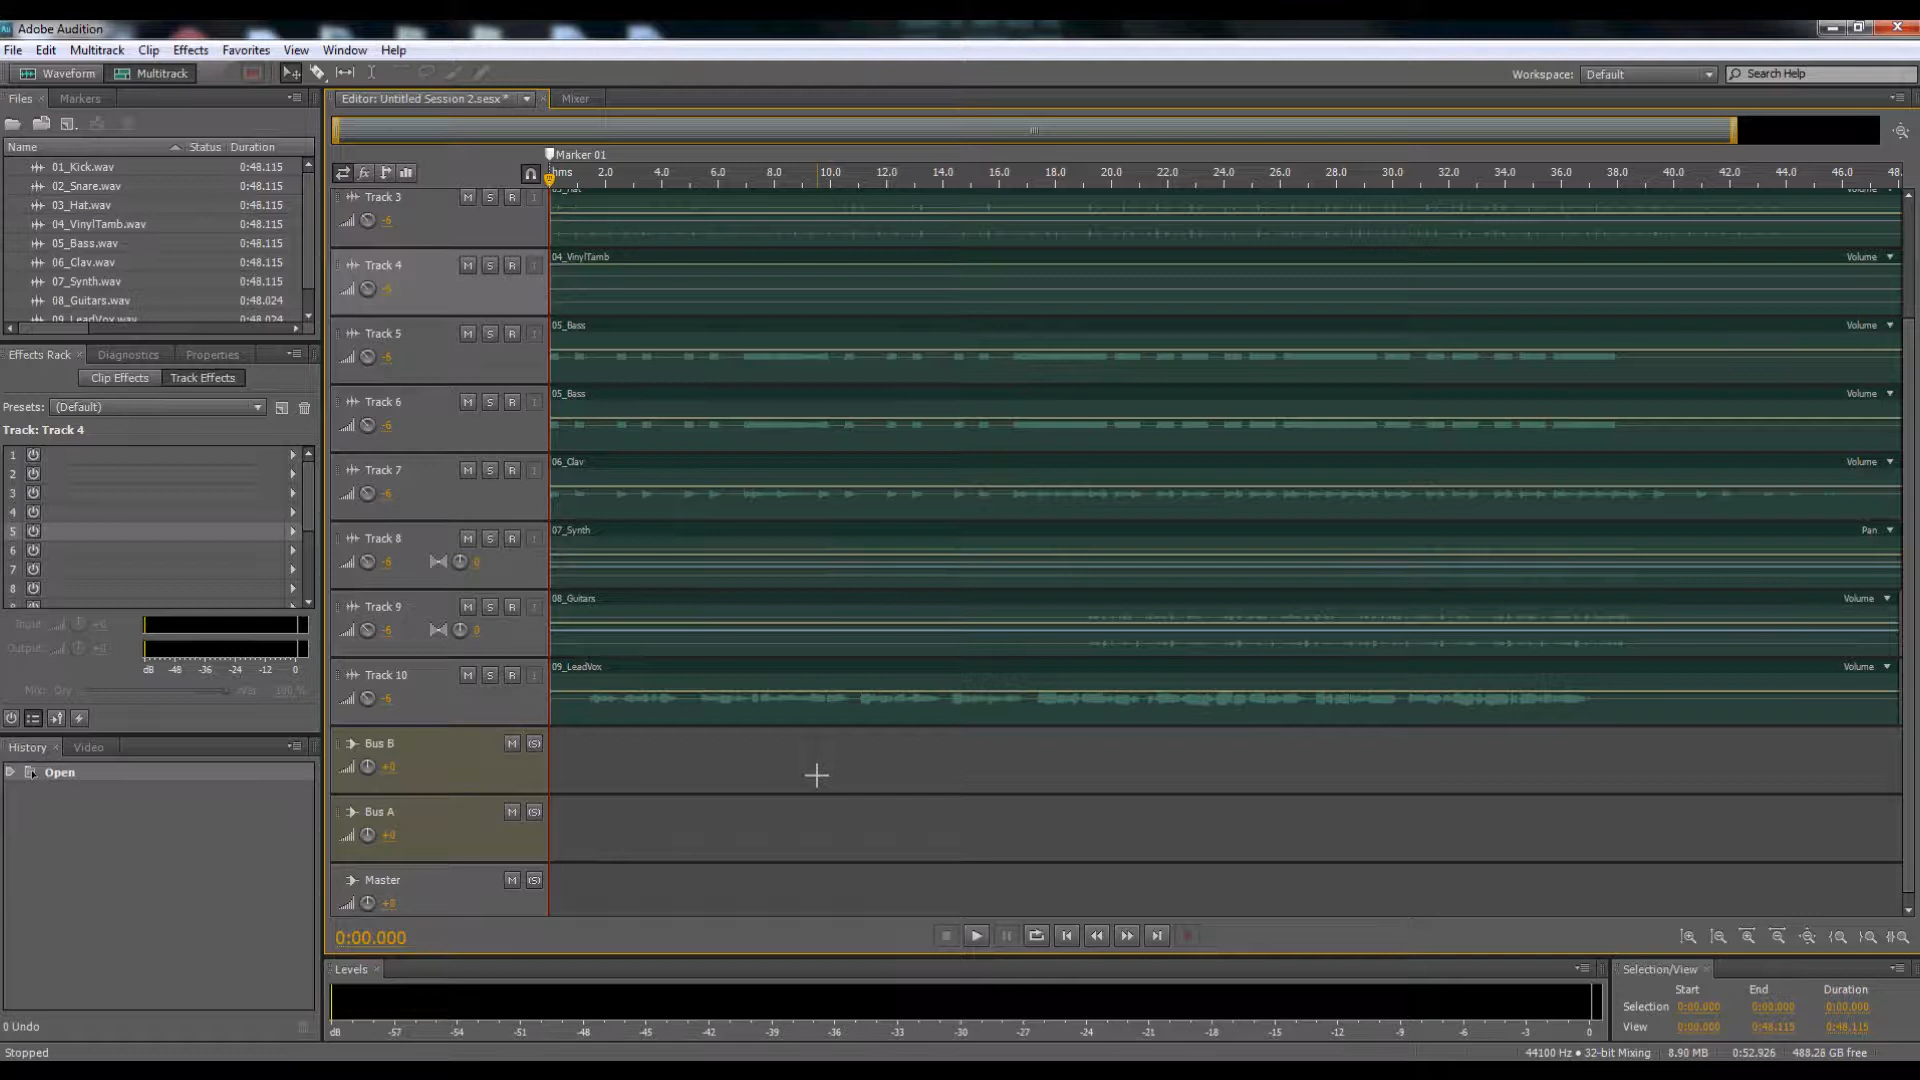 Adobe Audition
File Edit Multitrack Clip Effects Favorites View Window Help
Waveform Multitrack Workspace: Default Search Help
Files Markers Editor: Untitled Session 2.sesx * Mixer
Name Status Duration
01_Kick.wav 0:48.115
02_Snare.wav 0:48.115
03_Hat.wav 0:48.115
04_VinylTamb.wav 0:48.115
05_Bass.wav 0:48.115
06_Clav.wav 0:48.115
07_Synth.wav 0:48.115
08_Guitars.wav 0:48.024
09_LeadVox.wav 0:48.024
Effects Rack Diagnostics Properties
Clip Effects Track Effects
Presets: (Default)
Track: Track 4
1
2
3
4
5
6
7
8
Input: +0
Output: +0
dB -48 -36 -24 -12 0
Mix: Dry Wet 100 %
History Video
Open
0 Undo
Stopped
Marker 01
hms 2.0 4.0 6.0 8.0 10.0 12.0 14.0 16.0 18.0 20.0 22.0 24.0 26.0 28.0 30.0 32.0 34.0 36.0 38.0 40.0 42.0 44.0 46.0 48.
Track 3 M S R I 03_Hat Volume
-6
Track 4 M S R I 04_VinylTamb Volume
-6
Track 5 M S R I 05_Bass Volume
-6
Track 6 M S R I 05_Bass Volume
-6
Track 7 M S R I 06_Clav Volume
-6
Track 8 M S R I 07_Synth Pan
-6 0
Track 9 M S R I 08_Guitars Volume
-6 0
Track 10 M S R I 09_LeadVox Volume
-6
Bus B M (S)
+0
Bus A M (S)
+0
Master M (S)
+0
0:00.000
Levels
dB -57 -54 -51 -48 -45 -42 -39 -36 -33 -30 -27 -24 -21 -18 -15 -12 -9 -6 -3 0
Selection/View
Start End Duration
Selection 0:00.000 0:00.000 0:00.000
View 0:00.000 0:48.115 0:48.115
44100 Hz • 32-bit Mixing 8.90 MB 0:52.926 488.28 GB free